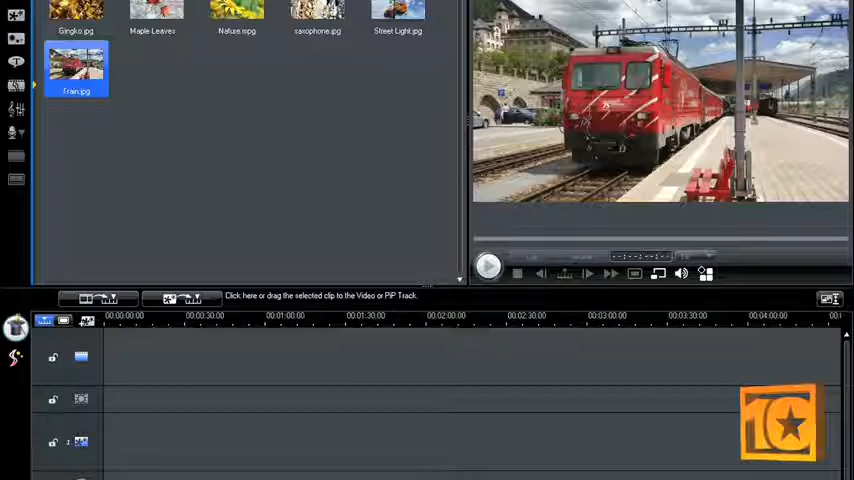 Gingko.jpg
Maple Leaves
Nature.mpg
saxophone.jpg
Street Light.jpg
Train.jpg
Click here or drag the selected clip to the Video or PiP Track.
00:00:00:00
00:00:30:00
00:01:00:00
00:01:30:00
00:02:00:00
00:02:30:00
00:03:00:00
00:03:30:00
00:04:00:00